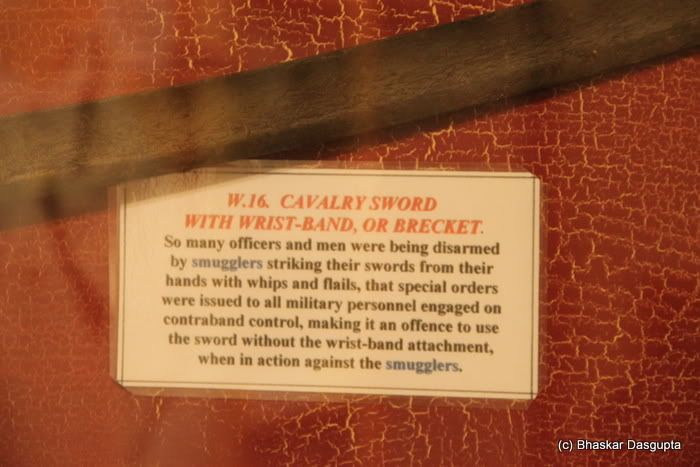 W.16. CAVALRY SWORD
WITH WRIST-BAND, OR BRECKET.
So many officers and men were being disarmed
by smugglers striking their swords from their
hands with whips and flails, that special orders
were issued to all military personnel engaged on
contraband control, making it an offence to use
the sword without the wrist-band attachment,
when in action against the smugglers.
(c) Bhaskar Dasgupta